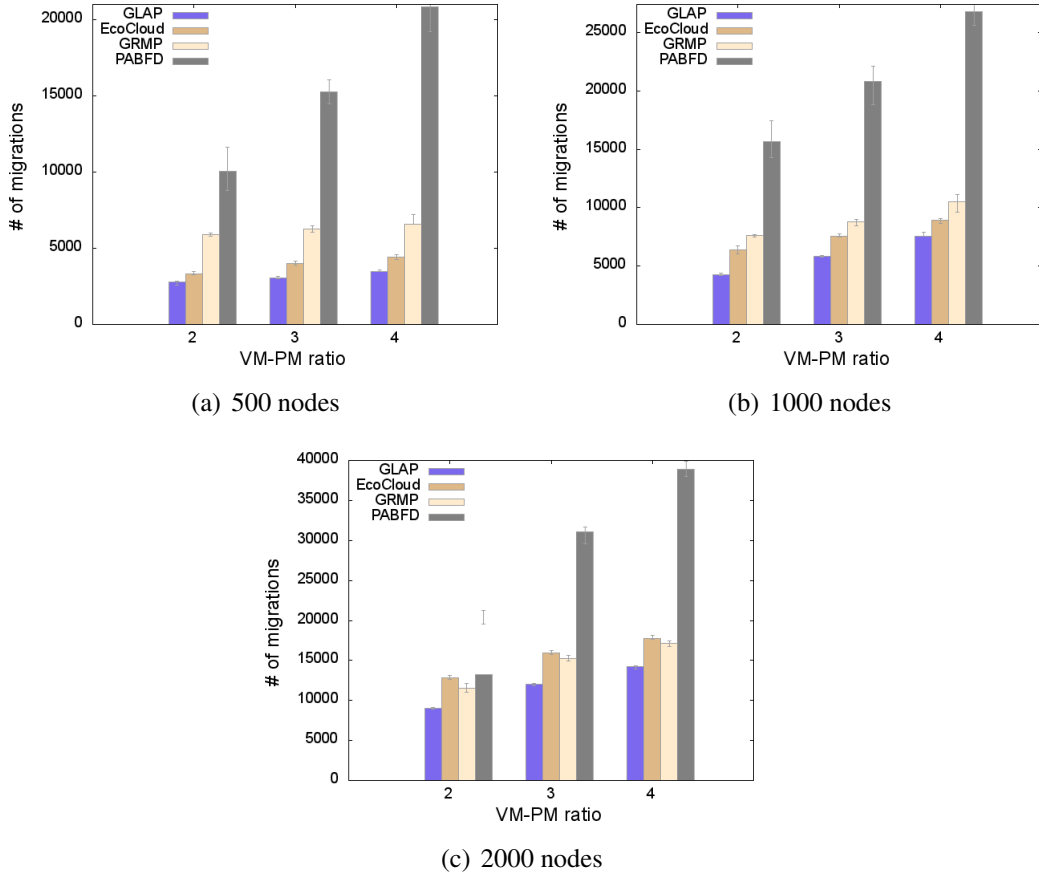 20000
15000
10000
5000
0
# of migrations
GLAP
EcoCloud
GRMP
PABFD
2
3
4
VM-PM ratio
(a) 500 nodes
25000
20000
15000
10000
5000
0
# of migrations
GLAP
EcoCloud
GRMP
PABFD
2
3
4
VM-PM ratio
(b) 1000 nodes
40000
35000
30000
25000
20000
15000
10000
5000
0
# of migrations
GLAP
EcoCloud
GRMP
PABFD
2
3
4
VM-PM ratio
(c) 2000 nodes